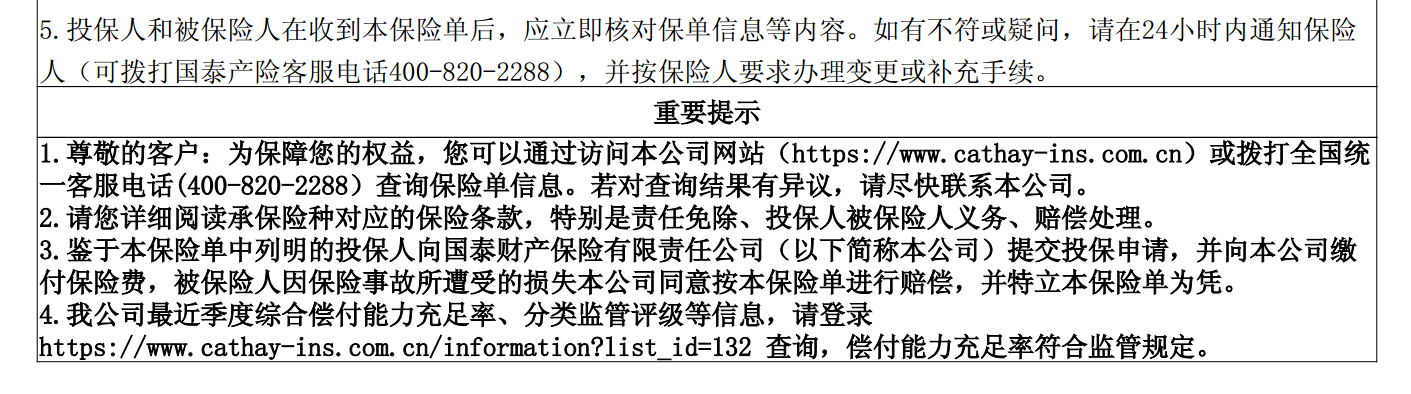 5.投保人和被保险人在收到本保险单后，应立即核对保单信息等内容。如有不符或疑问，请在24小时内通知保险
人（可拨打国泰产险客服电话400-820-2288），并按保险人要求办理变更或补充手续。
重要提示
1.尊敬的客户：为保障您的权益，您可以通过访问本公司网站（https://www.cathay-ins.com.cn）或拨打全国统
一客服电话(400-820-2288）查询保险单信息。若对查询结果有异议，请尽快联系本公司。
2.请您详细阅读承保险种对应的保险条款，特别是责任免除、投保人被保险人义务、赔偿处理。
3.鉴于本保险单中列明的投保人向国泰财产保险有限责任公司（以下简称本公司）提交投保申请，并向本公司缴
付保险费，被保险人因保险事故所遭受的损失本公司同意按本保险单进行赔偿，并特立本保险单为凭。
4.我公司最近季度综合偿付能力充足率、分类监管评级等信息，请登录
https://www.cathay-ins.com.cn/information?list_id=132 查询，偿付能力充足率符合监管规定。